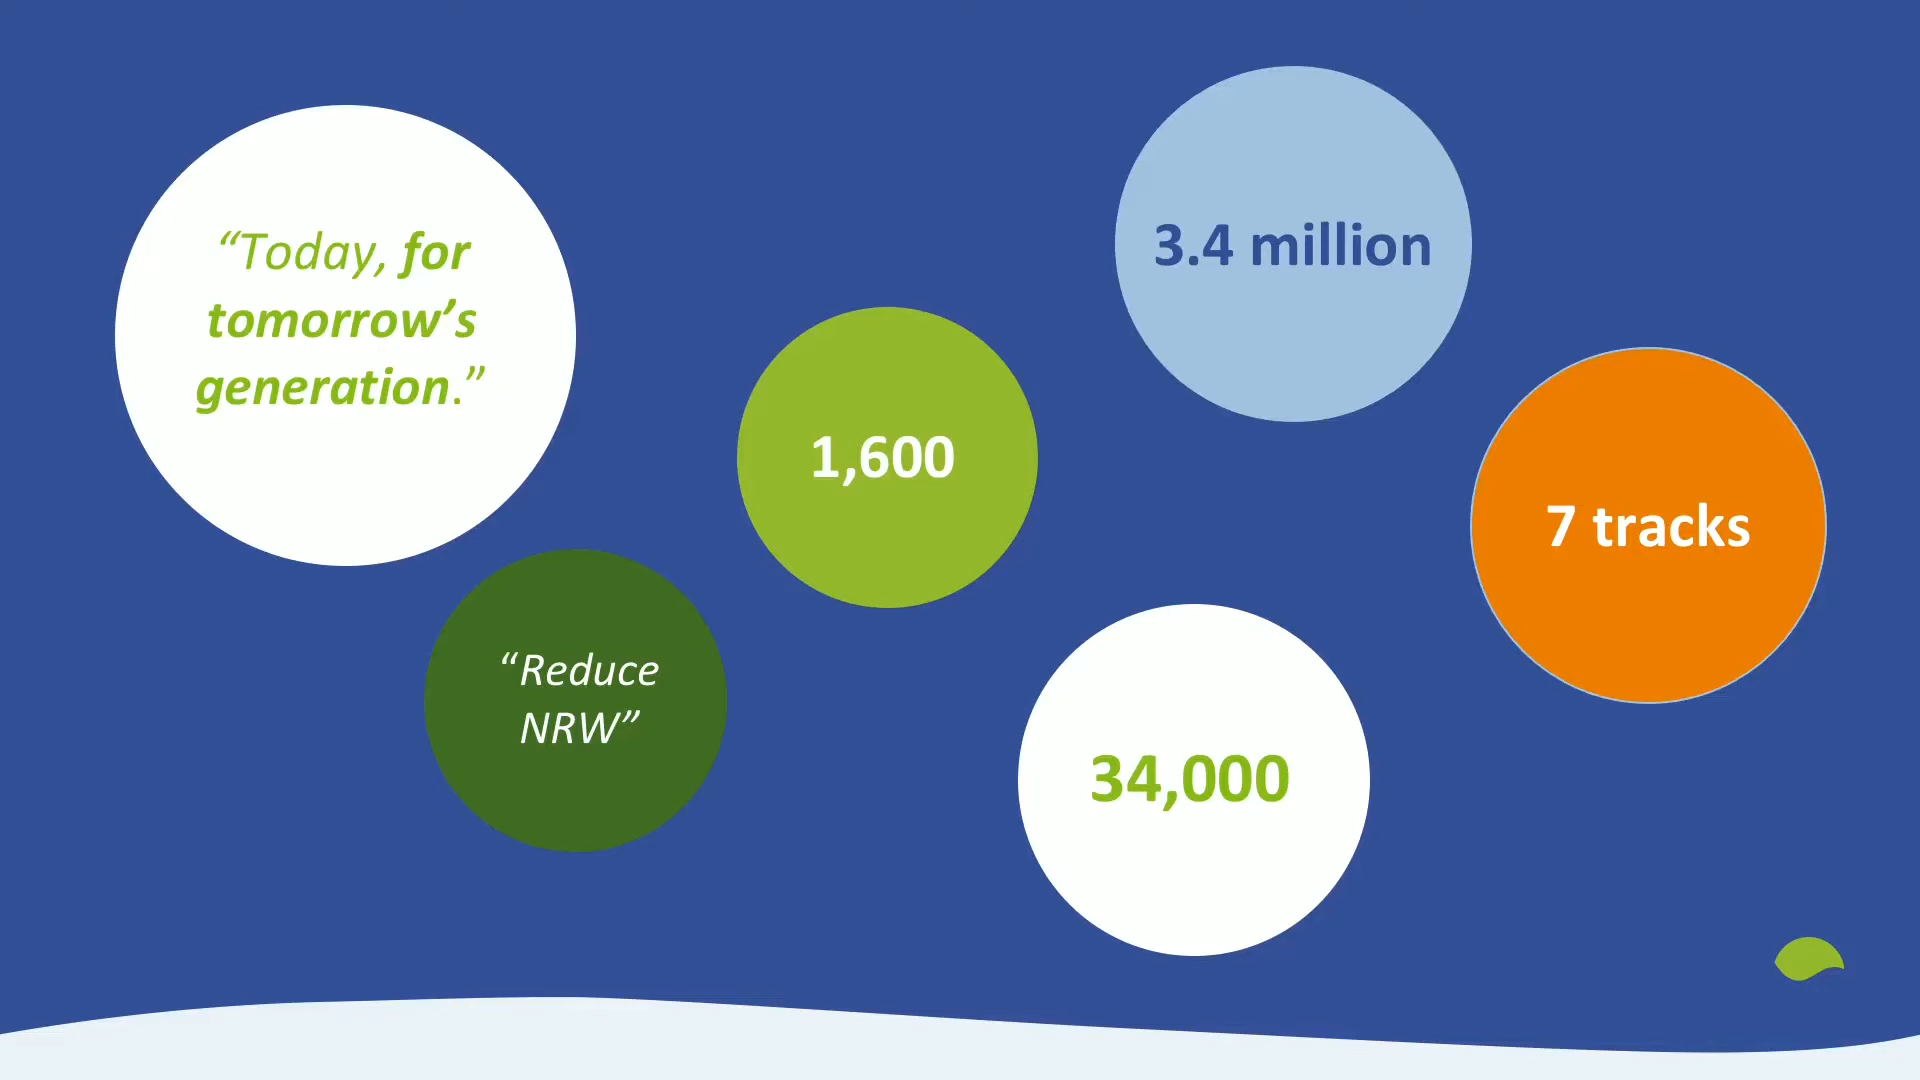 “Today, for
tomorrow’s
generation.”
“Reduce
NRW”
1,600
3.4 million
34,000
7 tracks